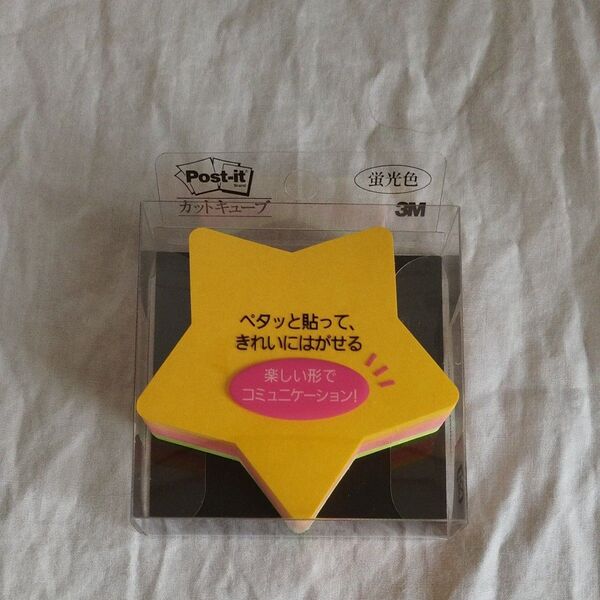 Post-it
蛍光色
カットキューブ
3M
ペタッと貼って、
きれいにはがせる
楽しい形で
コミュニケーション!